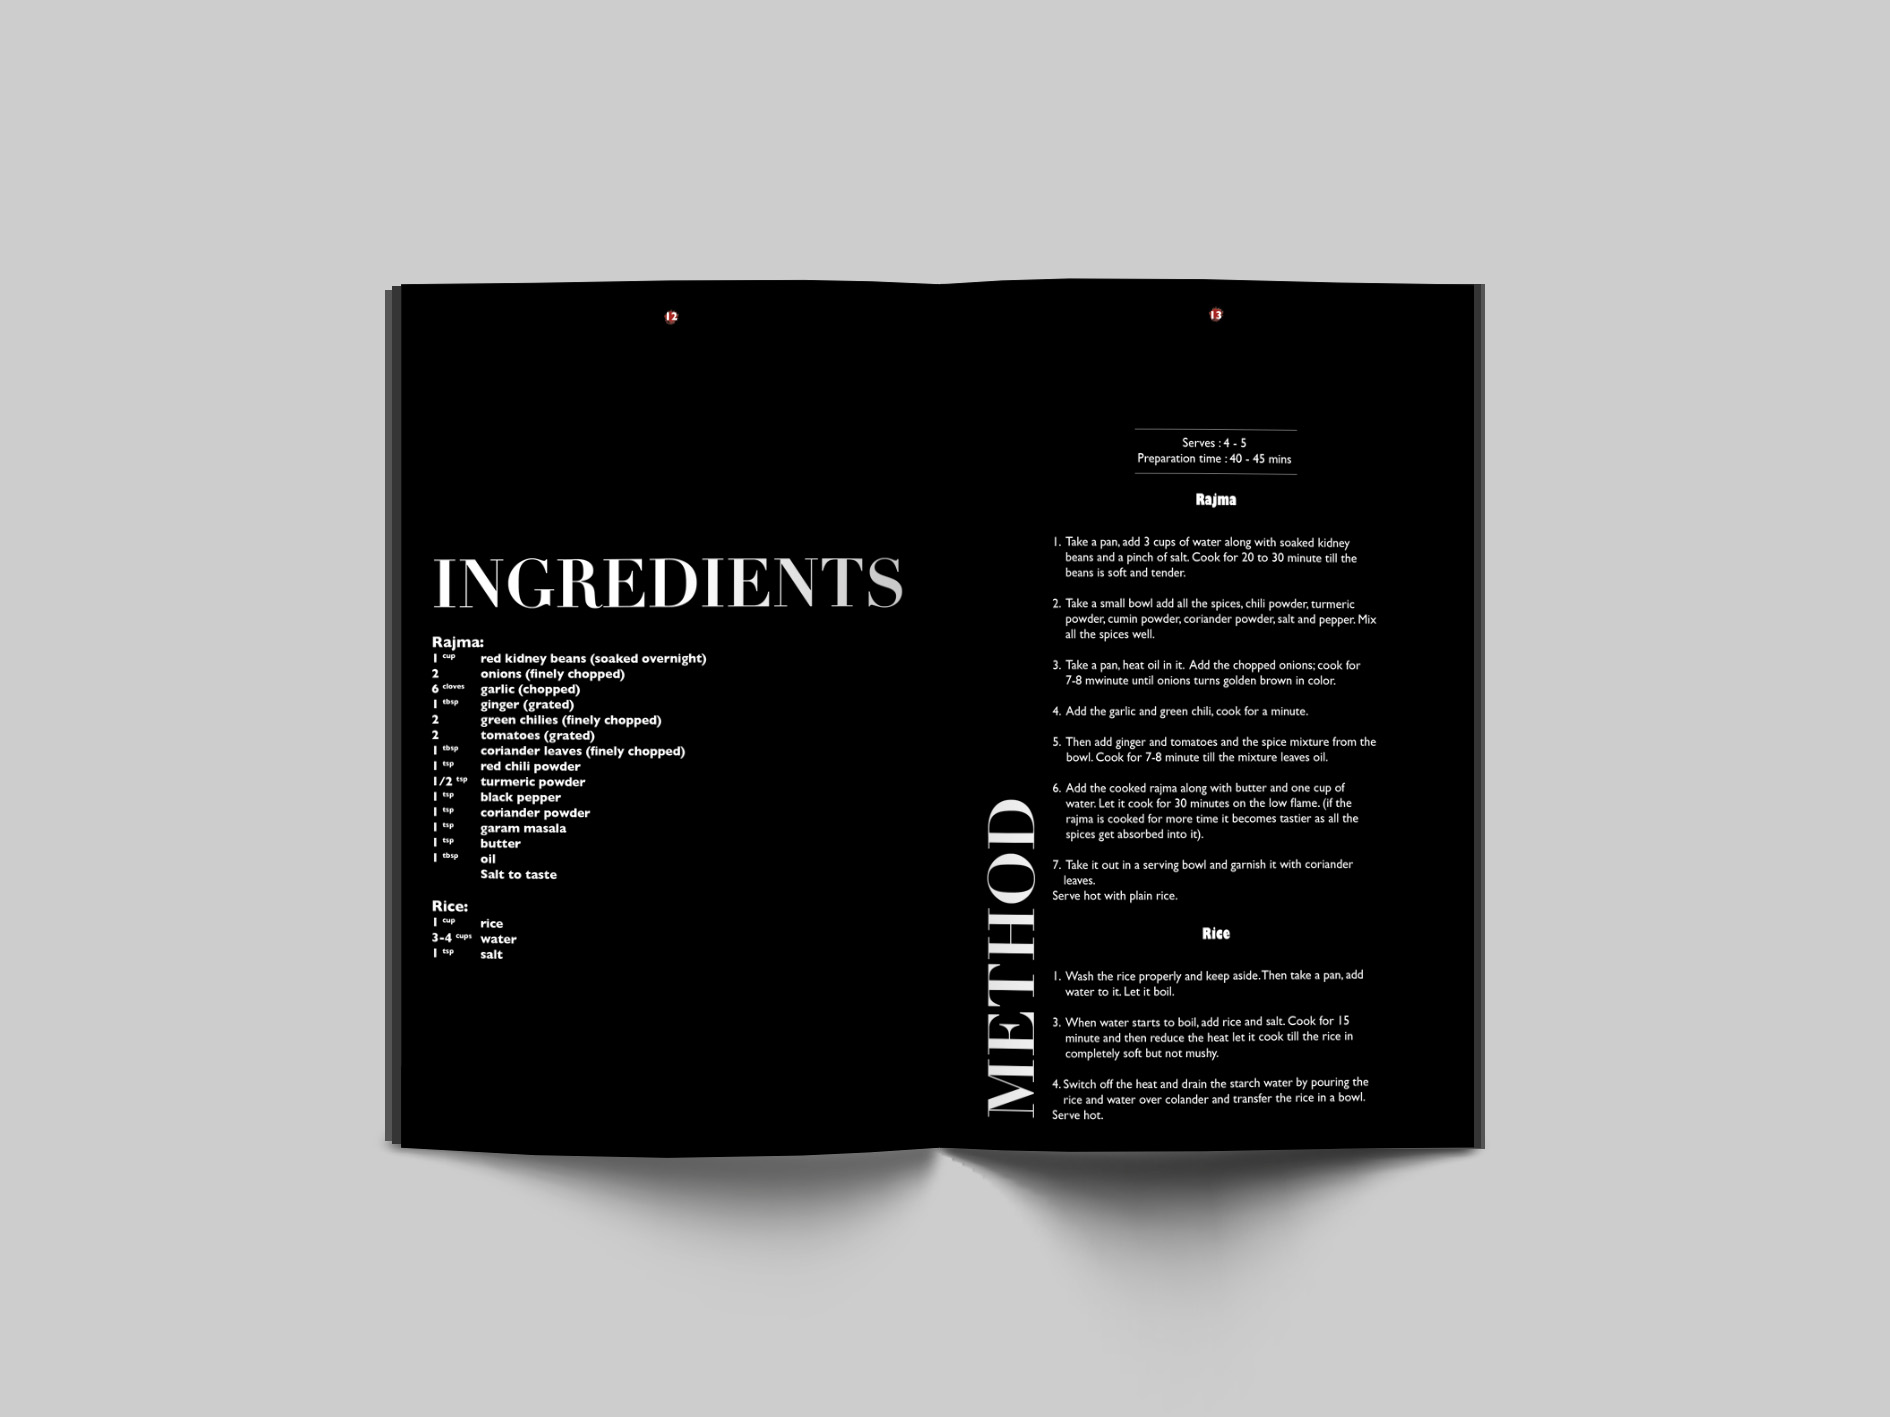 12
INGREDIENTS
Rajma:
1 cup red kidney beans (soaked overnight)
2 onions (finely chopped)
6 cloves garlic (chopped)
1 tbsp ginger (grated)
2 green chilies (finely chopped)
2 tomatoes (grated)
1 tbsp coriander leaves (finely chopped)
1 tsp red chili powder
1/2 tsp turmeric powder
1 tsp black pepper
1 tsp coriander powder
1 tsp garam masala
1 tsp butter
1 tbsp oil
Salt to taste
Rice:
1 cup rice
3-4 cups water
1 tsp salt
13
Serves : 4 - 5
Preparation time : 40 - 45 mins
METHOD
Rajma
1. Take a pan, add 3 cups of water along with soaked kidney
beans and a pinch of salt. Cook for 20 to 30 minute till the
beans is soft and tender.
2. Take a small bowl add all the spices, chili powder, turmeric
powder, cumin powder, coriander powder, salt and pepper. Mix
all the spices well.
3. Take a pan, heat oil in it. Add the chopped onions; cook for
7-8 mwinute until onions turns golden brown in color.
4. Add the garlic and green chili, cook for a minute.
5. Then add ginger and tomatoes and the spice mixture from the
bowl. Cook for 7-8 minute till the mixture leaves oil.
6. Add the cooked rajma along with butter and one cup of
water. Let it cook for 30 minutes on the low flame. (if the
rajma is cooked for more time it becomes tastier as all the
spices get absorbed into it).
7. Take it out in a serving bowl and garnish it with coriander
leaves.
Serve hot with plain rice.
Rice
1. Wash the rice properly and keep aside. Then take a pan, add
water to it. Let it boil.
3. When water starts to boil, add rice and salt. Cook for 15
minute and then reduce the heat let it cook till the rice in
completely soft but not mushy.
4. Switch off the heat and drain the starch water by pouring the
rice and water over colander and transfer the rice in a bowl.
Serve hot.